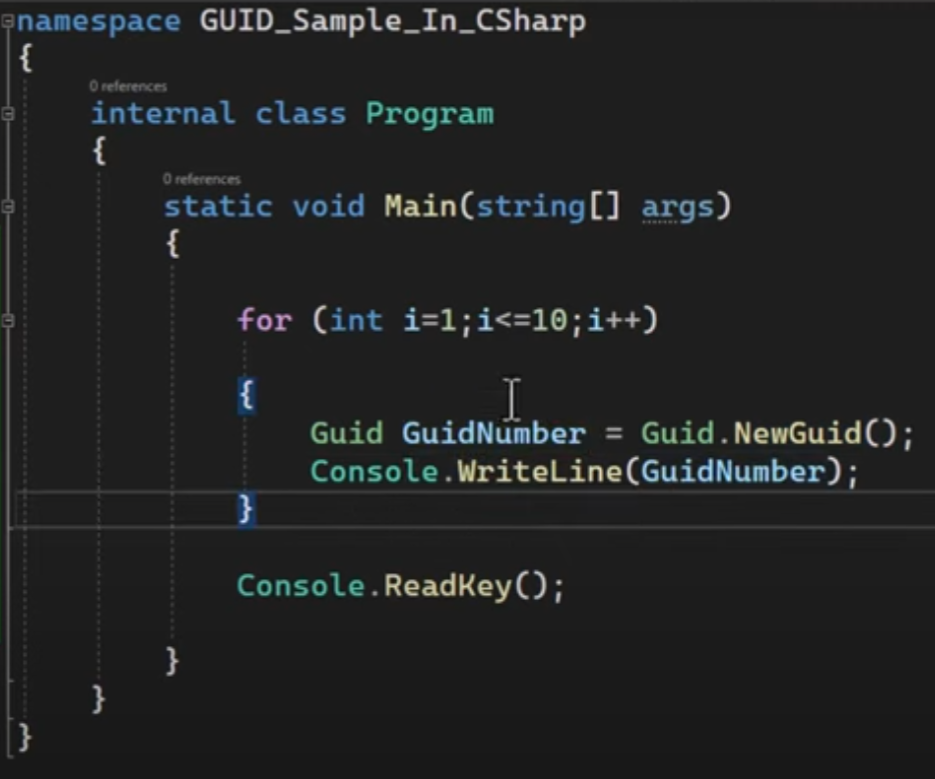 namespace GUID_Sample_In_CSharp
{
0 references
internal class Program
{
0 references
static void Main(string[] args)
{
for (int i=1;i<=10;i++)
{
Guid GuidNumber = Guid.NewGuid();
Console.WriteLine(GuidNumber);
}
Console.ReadKey();
}
}
}